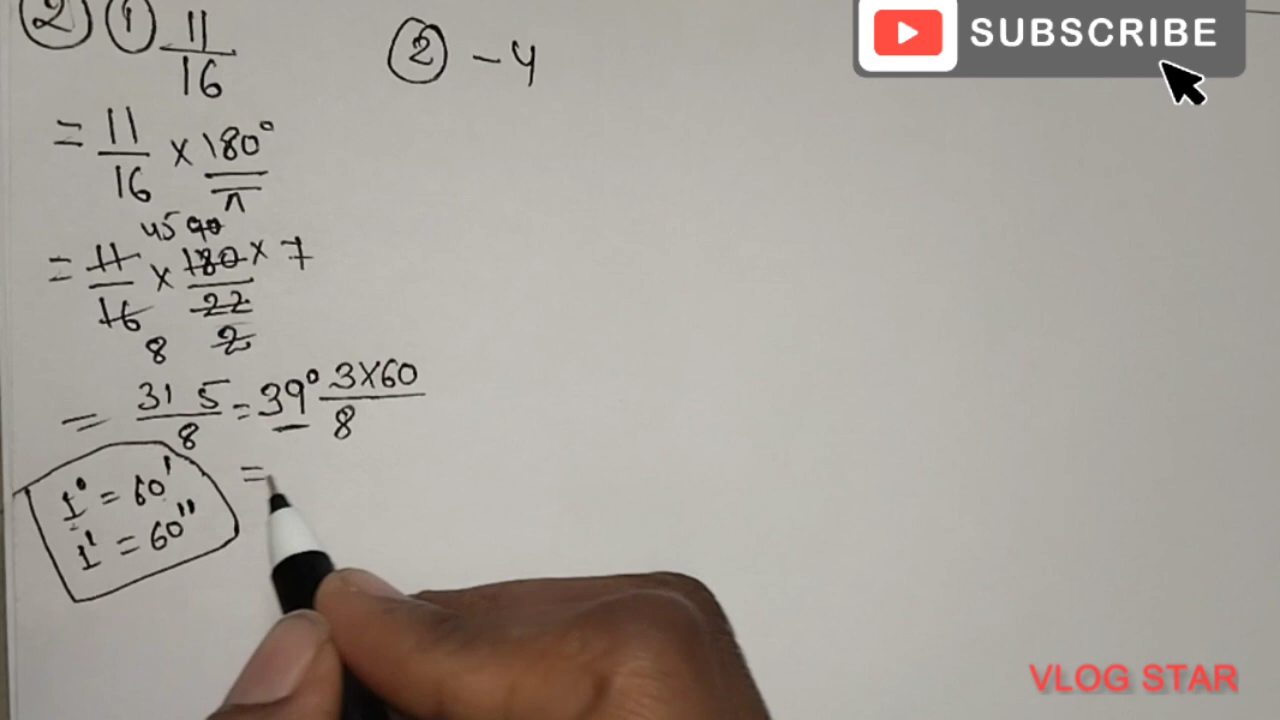 ② ① 11/16
② - 4
= 11/16 × 180°/π
= 11/16 × 180/22 × 7
45 90
8 2
= 315/8 = 39° 3×60/8
=
1° = 60'
1' = 60"
SUBSCRIBE
VLOG STAR